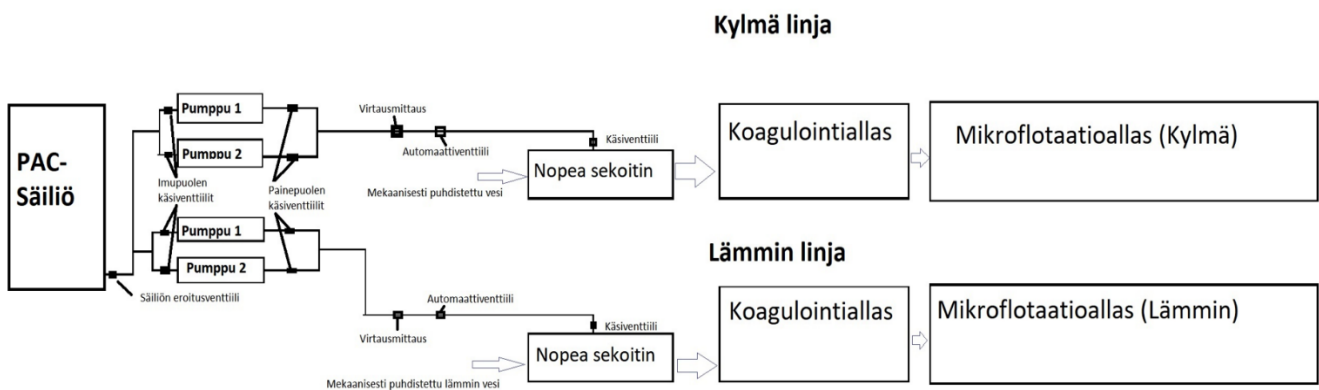 Kylmä linja
Pumppu 1
Virtausmittaus
Koagulointiallas
Mikroflotaatioallas (Kylmä)
PAC-
Säiliö
Pumppu 2
Automaattiventtiili
Käsiventtiili
Nopea sekoitin
Imupuolen
käsiventtiilit
Painepuolen
käsiventtiilit
Mekaanisesti puhdistettu vesi
Pumppu 1
Lämmin linja
Pumppu 2
Säiliön eroitusventtiili
Automaattiventtiili
Koagulointiallas
Mikroflotaatioallas (Lämmin)
Käsiventtiili
Virtausmittaus
Nopea sekoitin
Mekaanisesti puhdistettu lämmin vesi